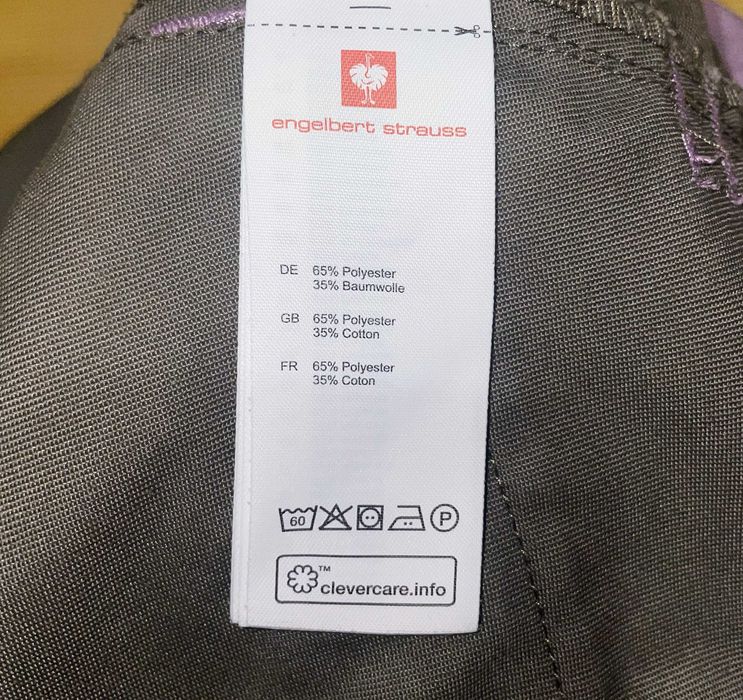 engelbert strauss
DE 65% Polyester
35% Baumwolle
GB 65% Polyester
35% Cotton
FR 65% Polyester
35% Coton
60 P
™
clevercare.info